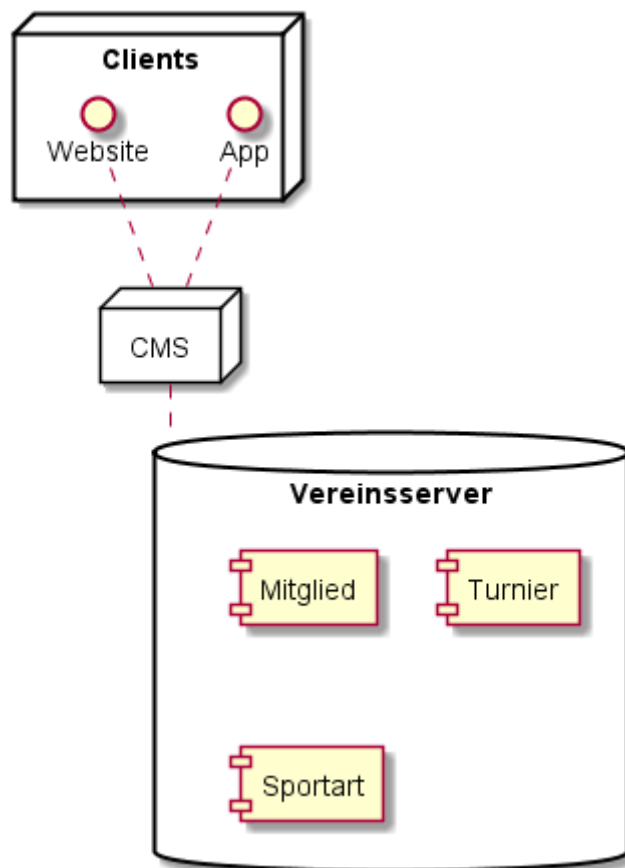 Clients
Website
App
CMS
Vereinsserver
Mitglied
Turnier
Sportart